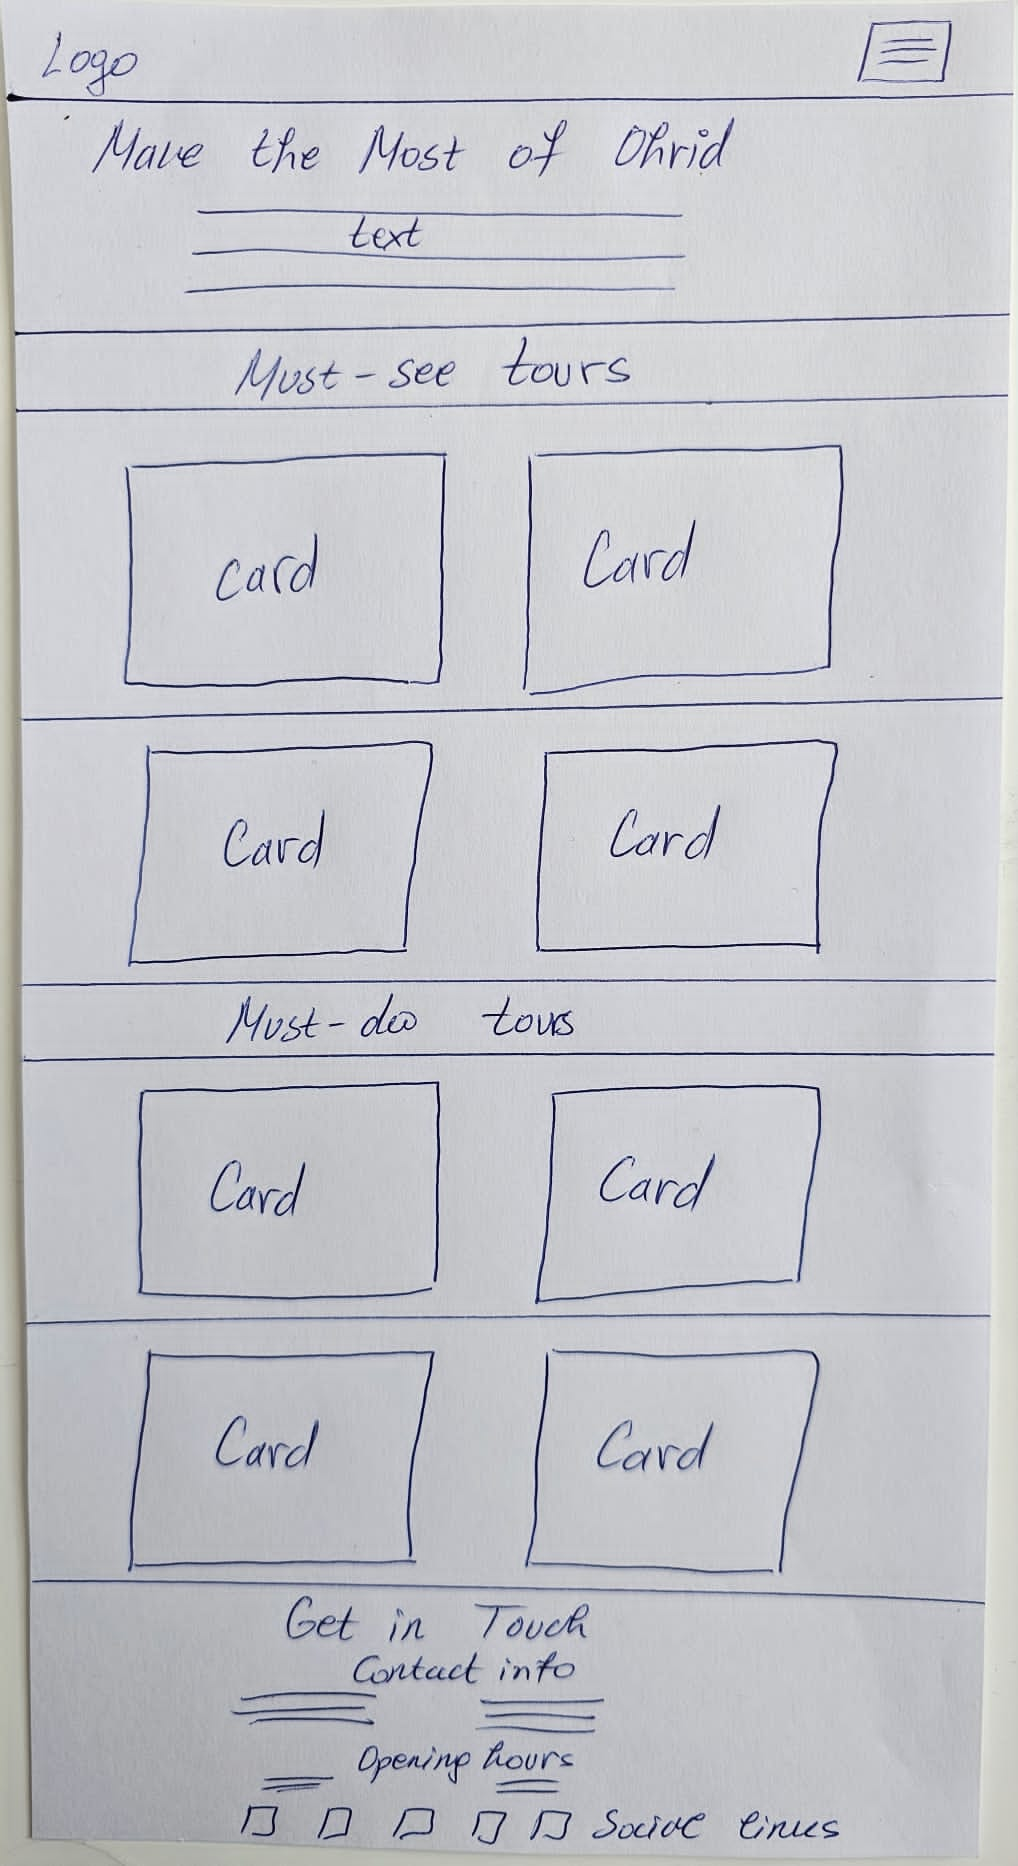 Logo
Make the Most of Ohrid
text
Must-see tours
card Card
Card Card
Must-do tours
Card Card
Card Card
Get in Touch
Contact info
Opening hours
Social links